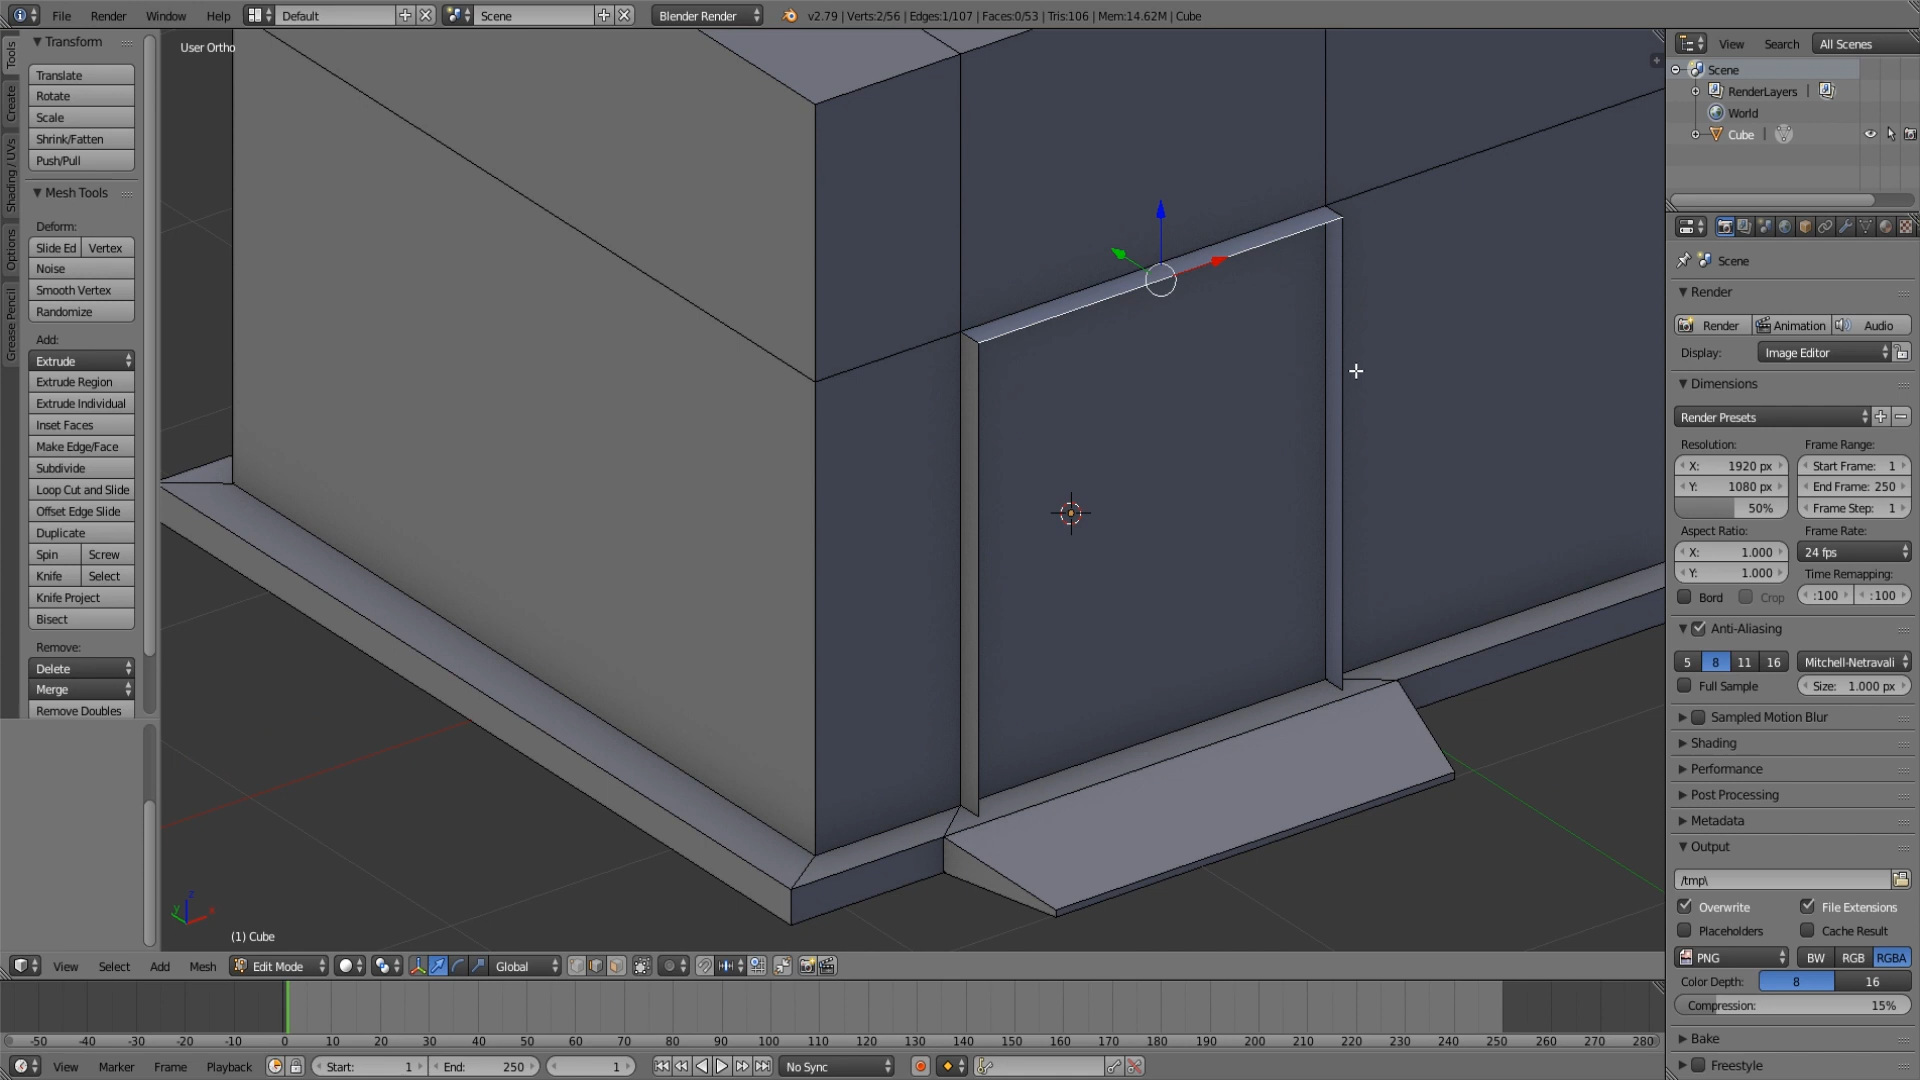 File Render Window Help Default Scene Blender Render v2.79 | Verts:2/56 | Edges:1/107 | Faces:0/53 | Tris:106 | Mem:14.62M | Cube
Tools
Create
Shading / UVs
Options
Grease Pencil
Transform
Translate
Rotate
Scale
Shrink/Fatten
Push/Pull
Mesh Tools
Deform:
Slide Ed Vertex
Noise
Smooth Vertex
Randomize
Add:
Extrude
Extrude Region
Extrude Individual
Inset Faces
Make Edge/Face
Subdivide
Loop Cut and Slide
Offset Edge Slide
Duplicate
Spin Screw
Knife Select
Knife Project
Bisect
Remove:
Delete
Merge
Remove Doubles
User Ortho
z
y
x
(1) Cube
View Select Add Mesh Edit Mode Global
-50 -40 -30 -20 -10 0 10 20 30 40 50 60 70 80 90 100 110 120 130 140 150 160 170 180 190 200 210 220 230 240 250 260 270 280
View Marker Frame Playback Start: 1 End: 250 1 No Sync
View Search All Scenes
Scene
RenderLayers |
World
Cube |
Scene
Render
Render Animation Audio
Display: Image Editor
Dimensions
Render Presets
Resolution: Frame Range:
X: 1920 px Start Frame: 1
Y: 1080 px End Frame: 250
50% Frame Step: 1
Aspect Ratio: Frame Rate:
X: 1.000 24 fps
Y: 1.000 Time Remapping:
Bord Crop :100 :100
Anti-Aliasing
5 8 11 16 Mitchell-Netravali
Full Sample Size: 1.000 px
Sampled Motion Blur
Shading
Performance
Post Processing
Metadata
Output
/tmp\
Overwrite File Extensions
Placeholders Cache Result
PNG BW RGB RGBA
Color Depth: 8 16
Compression: 15%
Bake
Freestyle